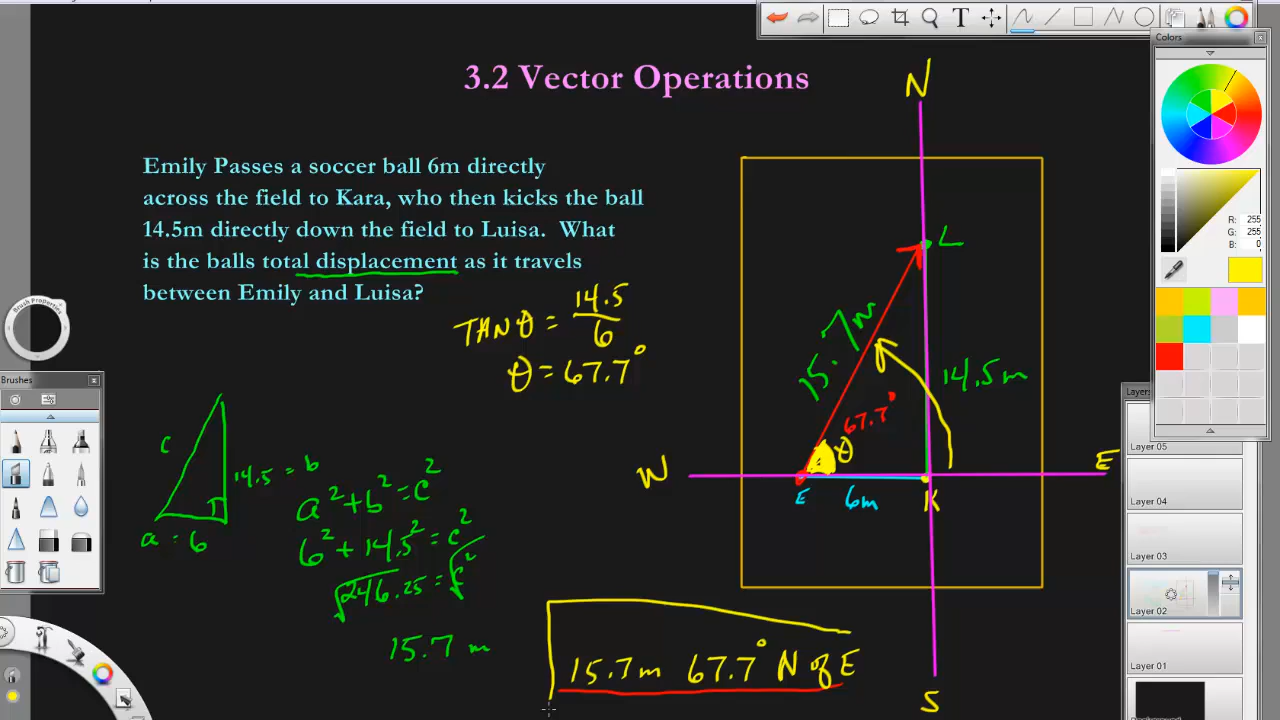 3.2 Vector Operations
Emily Passes a soccer ball 6m directly
across the field to Kara, who then kicks the ball
14.5m directly down the field to Luisa. What
is the balls total displacement as it travels
between Emily and Luisa?
TAN θ = 14.5/6
θ = 67.7°
c
14.5 = b
a = 6
a² + b² = c²
6² + 14.5² = c²
√246.25 = √c²
15.7 m
15.7m 67.7° N of E
N
L
15.7m
14.5m
67.7°
θ
W
E
E
6m
K
S
T
Colors
R: 255
G: 255
B: 0
Brush Properties
Brushes
Layers
Layer 05
Layer 04
Layer 03
Layer 02
Layer 01